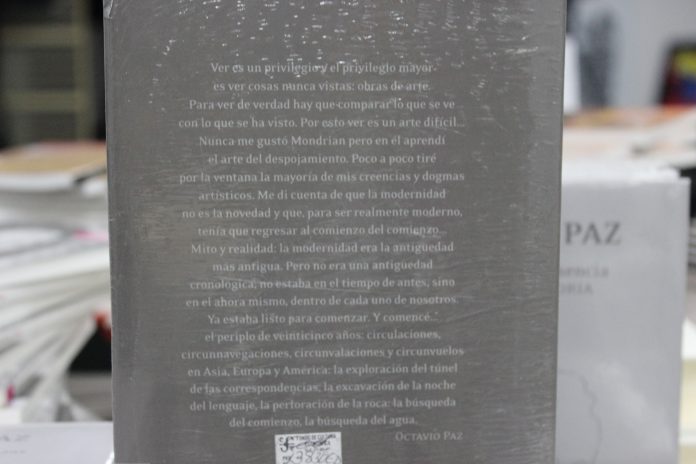 Ver es un privilegio y el privilegio mayor
es ver cosas nunca vistas: obras de arte.
Para ver de verdad hay que comparar lo que se ve
con lo que se ha visto. Por esto ver es un arte difícil...
Nunca me gustó Mondrian pero en él aprendí
el arte del despojamiento. Poco a poco tiré
por la ventana la mayoría de mis creencias y dogmas
artísticos. Me di cuenta de que la modernidad
no es la novedad y que, para ser realmente moderno,
tenía que regresar al comienzo del comienzo...
Mito y realidad: la modernidad era la antigüedad
más antigua. Pero no era una antigüedad
cronológica, no estaba en el tiempo de antes, sino
en el ahora mismo, dentro de cada uno de nosotros.
Ya estaba listo para comenzar. Y comencé...
el periplo de veinticinco años: circulaciones,
circunnavegaciones, circunvalaciones y circunvuelos
en Asia, Europa y América: la exploración del túnel
de las correspondencias, la excavación de la noche
del lenguaje, la perforación de la roca: la búsqueda
del comienzo, la búsqueda del agua.
OCTAVIO PAZ
PAZ
PAZ